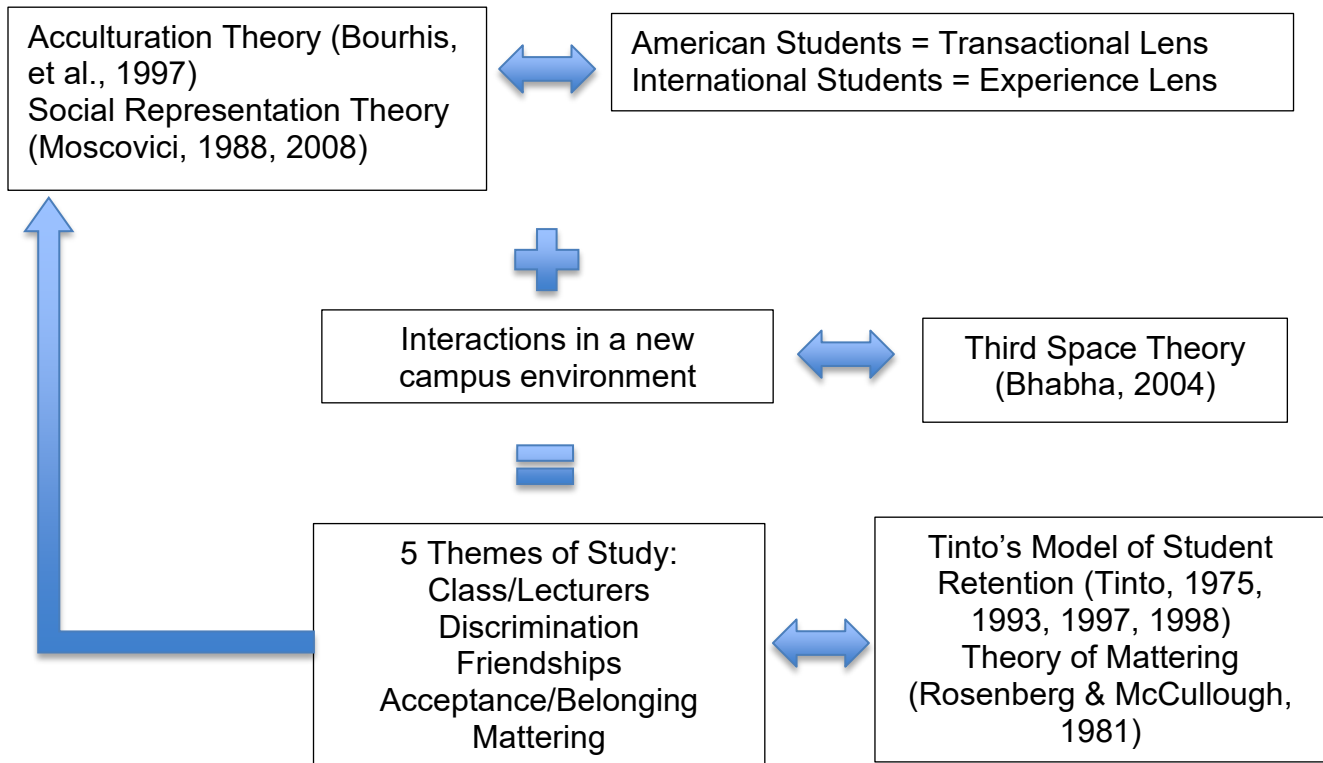 Acculturation Theory (Bourhis,
et al., 1997)
Social Representation Theory
(Moscovici, 1988, 2008)
American Students = Transactional Lens
International Students = Experience Lens
Interactions in a new
campus environment
Third Space Theory
(Bhabha, 2004)
5 Themes of Study:
Class/Lecturers
Discrimination
Friendships
Acceptance/Belonging
Mattering
Tinto’s Model of Student
Retention (Tinto, 1975,
1993, 1997, 1998)
Theory of Mattering
(Rosenberg & McCullough,
1981)